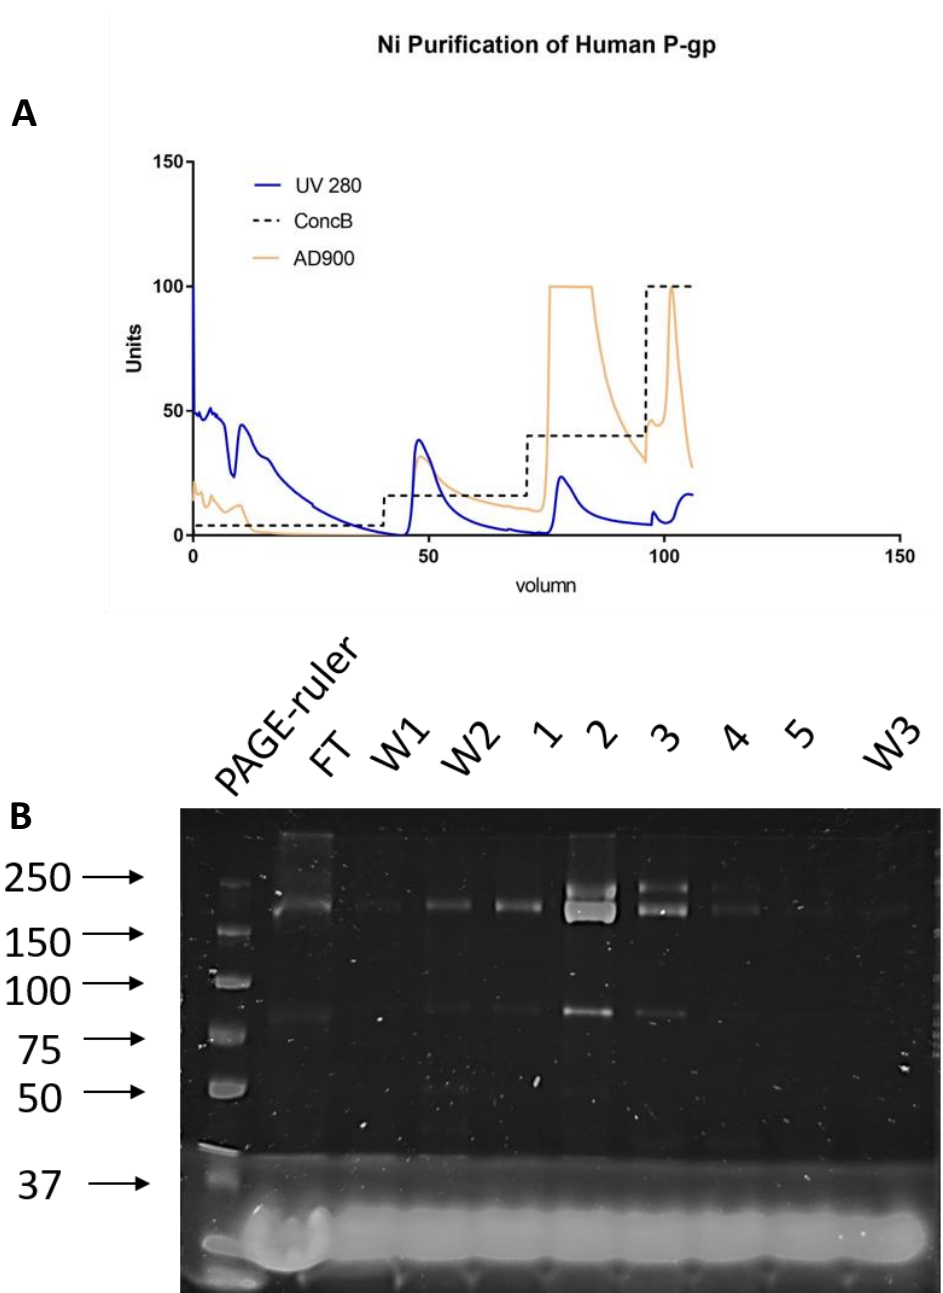 Ni Purification of Human P-gp
A
150
UV 280
ConcB
AD900
100
Units
50
0
0 50 100 150
volumn
PAGE-ruler FT W1 W2 1 2 3 4 5 W3
B
250
150
100
75
50
37